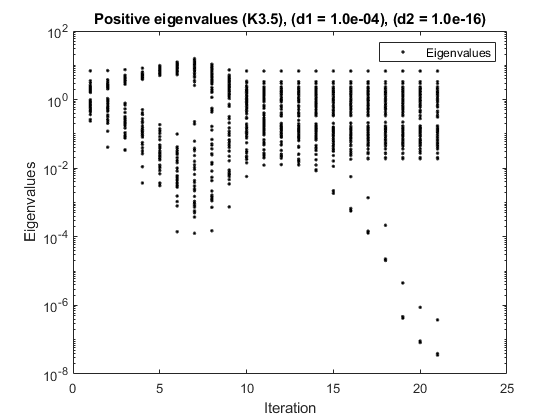 Positive eigenvalues (K3.5), (d1 = 1.0e-04), (d2 = 1.0e-16)
10^2
Eigenvalues
10^0
10^-2
Eigenvalues
10^-4
10^-6
10^-8
0 5 10 15 20 25
Iteration